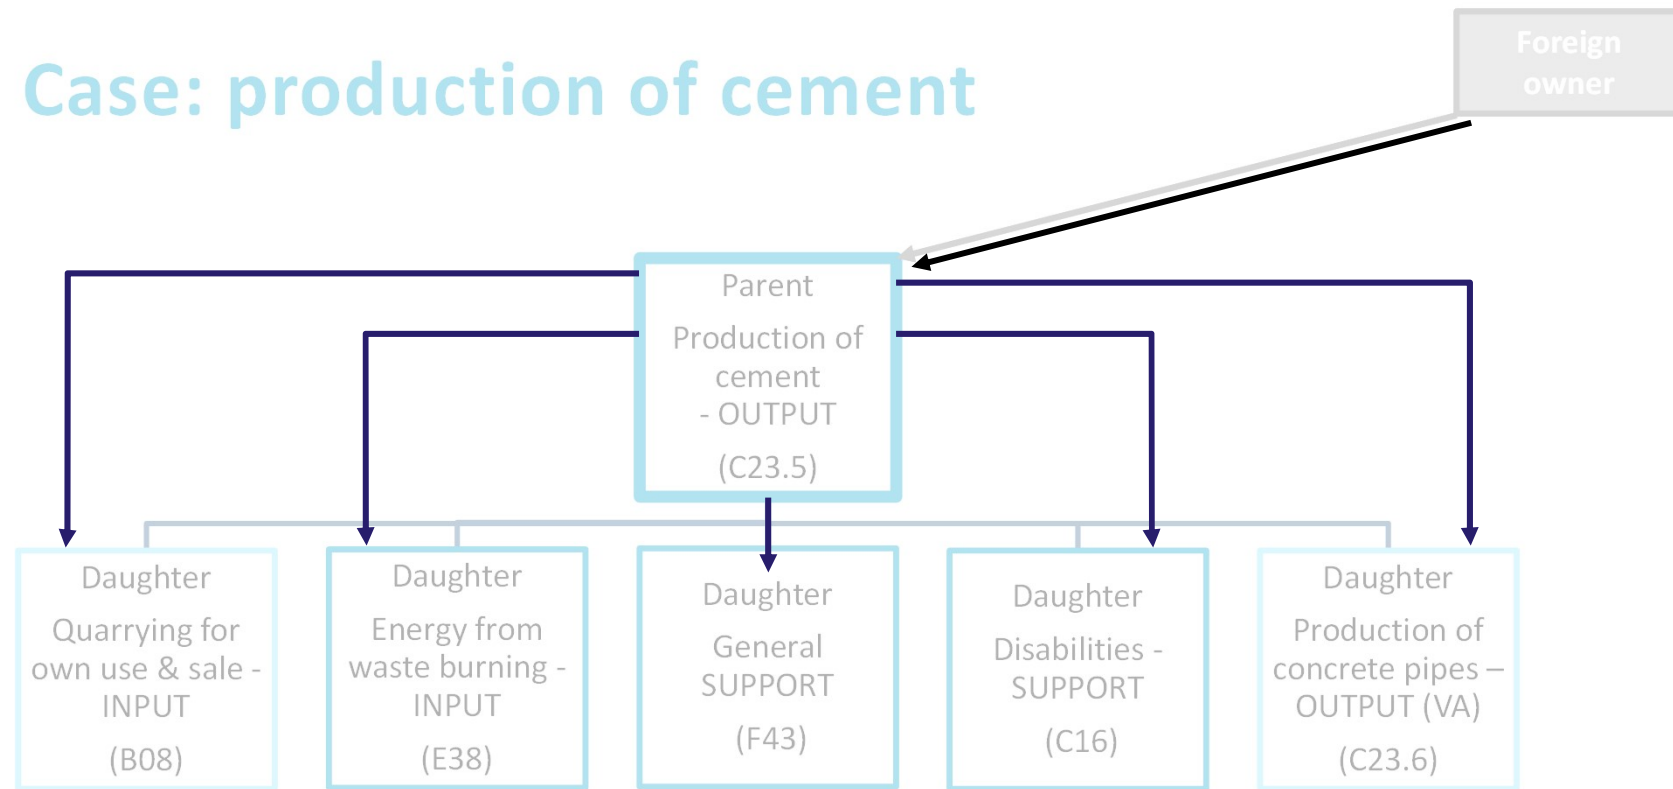 Case: production of cement
Foreign
owner
Parent
Production of
cement
- OUTPUT
(C23.5)
Daughter
Quarrying for
own use & sale -
INPUT
(B08)
Daughter
Energy from
waste burning -
INPUT
(E38)
Daughter
General
SUPPORT
(F43)
Daughter
Disabilities -
SUPPORT
(C16)
Daughter
Production of
concrete pipes –
OUTPUT (VA)
(C23.6)